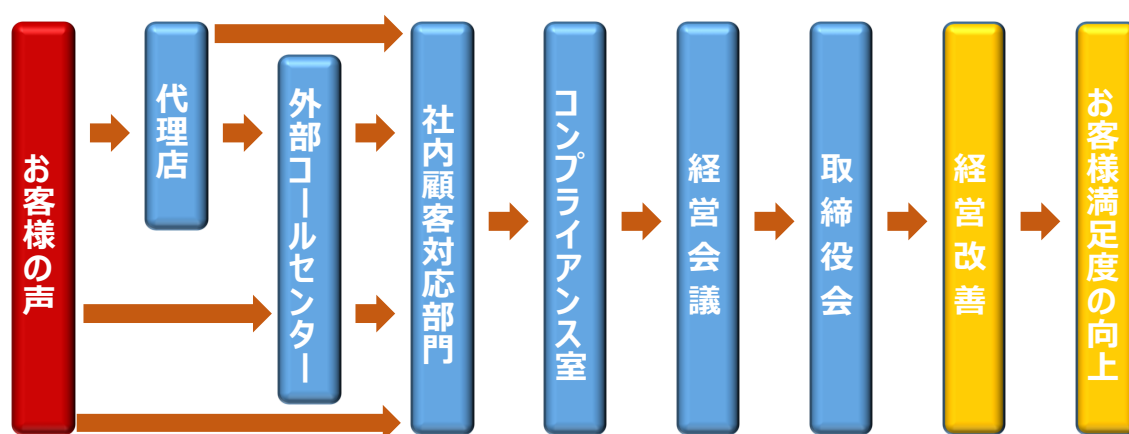 お客様の声
代理店
外部コールセンター
社内顧客対応部門
コンプライアンス室
経営会議
取締役会
経営改善
お客様満足度の向上